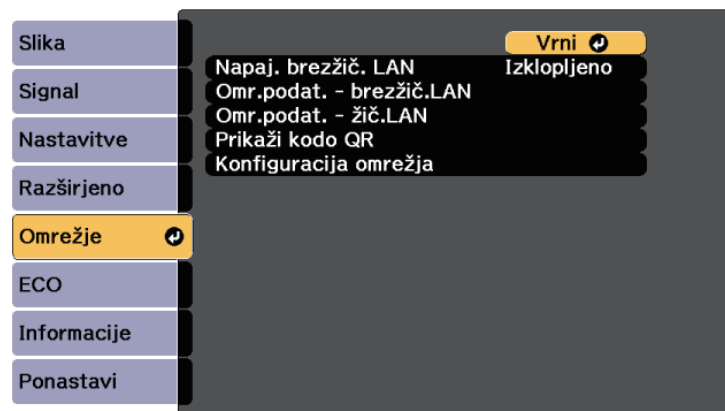 Slika
Signal
Nastavitve
Razširjeno
Omrežje
ECO
Informacije
Ponastavi
Vrni
Napaj. brezžič. LAN Izklopljeno
Omr.podat. - brezžič.LAN
Omr.podat. - žič.LAN
Prikaži kodo QR
Konfiguracija omrežja